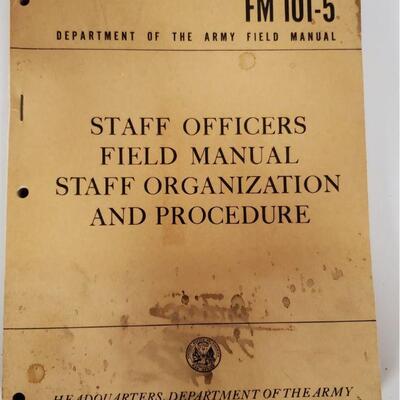 FM 101-5
DEPARTMENT OF THE ARMY FIELD MANUAL
STAFF OFFICERS
FIELD MANUAL
STAFF ORGANIZATION
AND PROCEDURE
HEADQUARTERS, DEPARTMENT OF THE ARMY